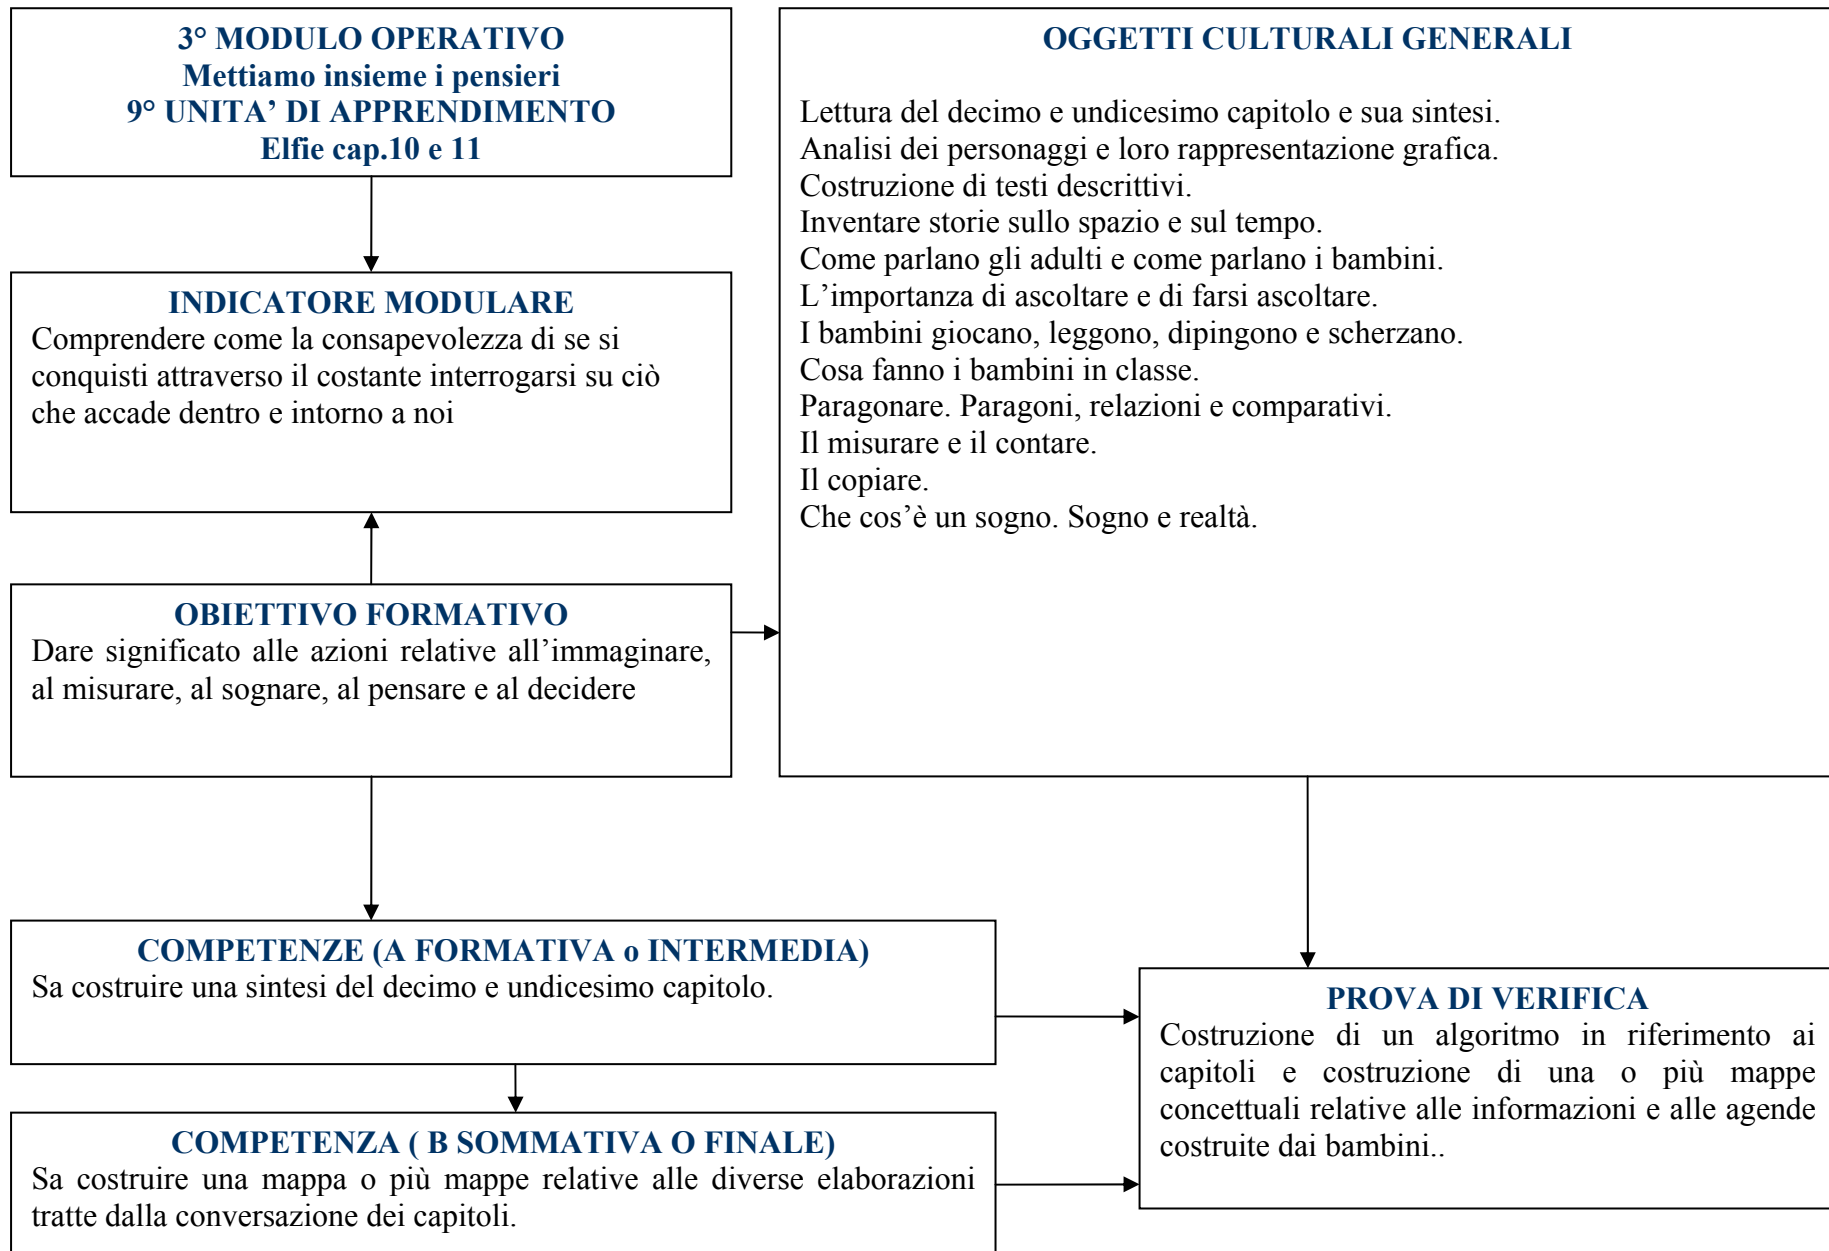 3° MODULO OPERATIVO
Mettiamo insieme i pensieri
9° UNITA’ DI APPRENDIMENTO
Elfie cap.10 e 11
OGGETTI CULTURALI GENERALI
Lettura del decimo e undicesimo capitolo e sua sintesi.
Analisi dei personaggi e loro rappresentazione grafica.
Costruzione di testi descrittivi.
Inventare storie sullo spazio e sul tempo.
Come parlano gli adulti e come parlano i bambini.
L’importanza di ascoltare e di farsi ascoltare.
I bambini giocano, leggono, dipingono e scherzano.
Cosa fanno i bambini in classe.
Paragonare. Paragoni, relazioni e comparativi.
Il misurare e il contare.
Il copiare.
Che cos’è un sogno. Sogno e realtà.
INDICATORE MODULARE
Comprendere come la consapevolezza di se si
conquisti attraverso il costante interrogarsi su ciò
che accade dentro e intorno a noi
OBIETTIVO FORMATIVO
Dare significato alle azioni relative all’immaginare,
al misurare, al sognare, al pensare e al decidere
COMPETENZE (A FORMATIVA o INTERMEDIA)
Sa costruire una sintesi del decimo e undicesimo capitolo.
COMPETENZA ( B SOMMATIVA O FINALE)
Sa costruire una mappa o più mappe relative alle diverse elaborazioni
tratte dalla conversazione dei capitoli.
PROVA DI VERIFICA
Costruzione di un algoritmo in riferimento ai
capitoli e costruzione di una o più mappe
concettuali relative alle informazioni e alle agende
costruite dai bambini..